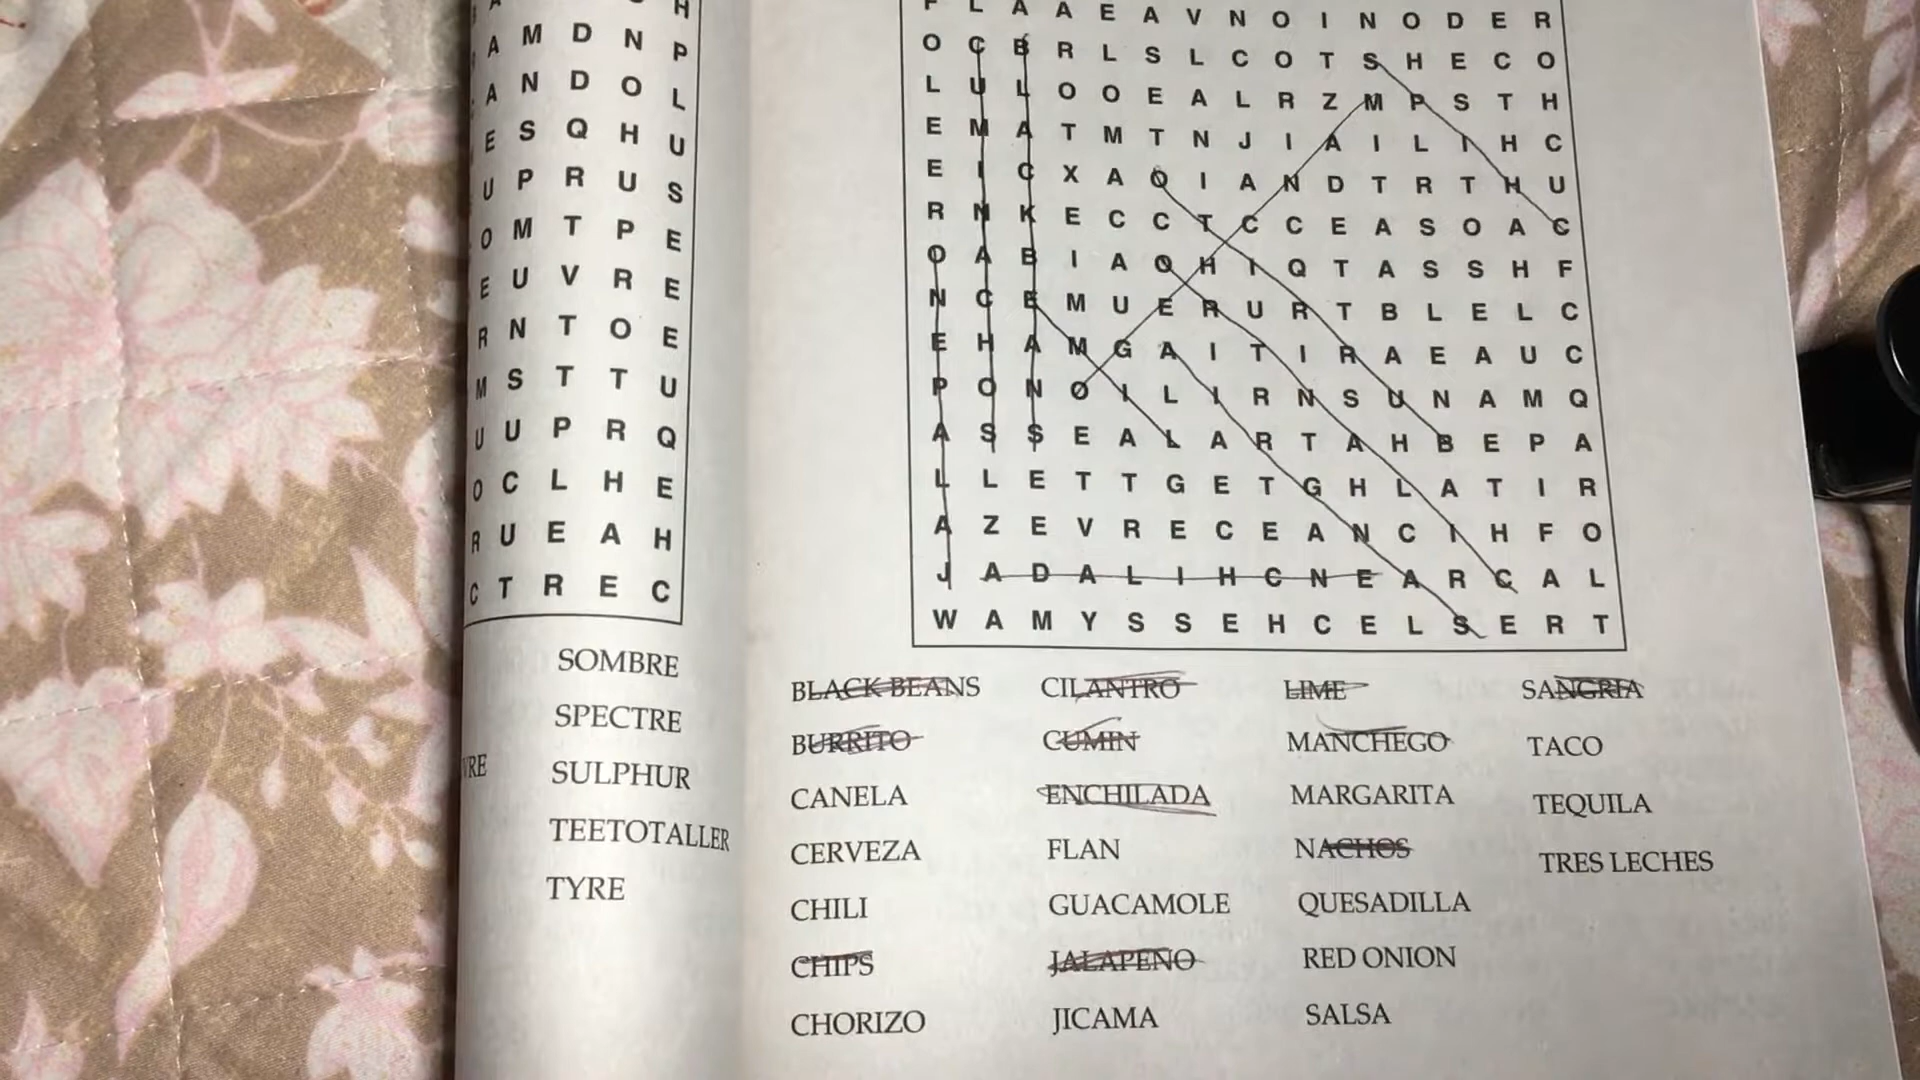 H
A M D N P
A N D O L
E S Q H U
U P R U S
O M T P E
E U V R E
R N T O E
M S T T U
U U P R Q
O C L H E
R U E A H
C T R E C
SOMBRE
SPECTRE
VRE SULPHUR
TEETOTALLER
TYRE
F L A A E A V N O I N O D E R
O C B R L S L C O T S H E C O
L U L O O E A L R Z M P S T H
E M A T M T N J I A I L I H C
E I C X A O I A N D T R T H U
R N K E C C T C C E A S O A C
O A B I A O H I Q T A S S H F
N C E M U E R U R T B L E L C
E H A M G A I T I R A E A U C
P O N O I L I R N S U N A M Q
A S S E A L A R T A H B E P A
L L E T T G E T G H L A T I R
A Z E V R E C E A N C I H F O
J A D A L I H C N E A R C A L
W A M Y S S E H C E L S E R T
BLACK BEANS CILANTRO LIME SANGRIA
BURRITO CUMIN MANCHEGO TACO
CANELA ENCHILADA MARGARITA TEQUILA
CERVEZA FLAN NACHOS TRES LECHES
CHILI GUACAMOLE QUESADILLA
CHIPS JALAPENO RED ONION
CHORIZO JICAMA SALSA